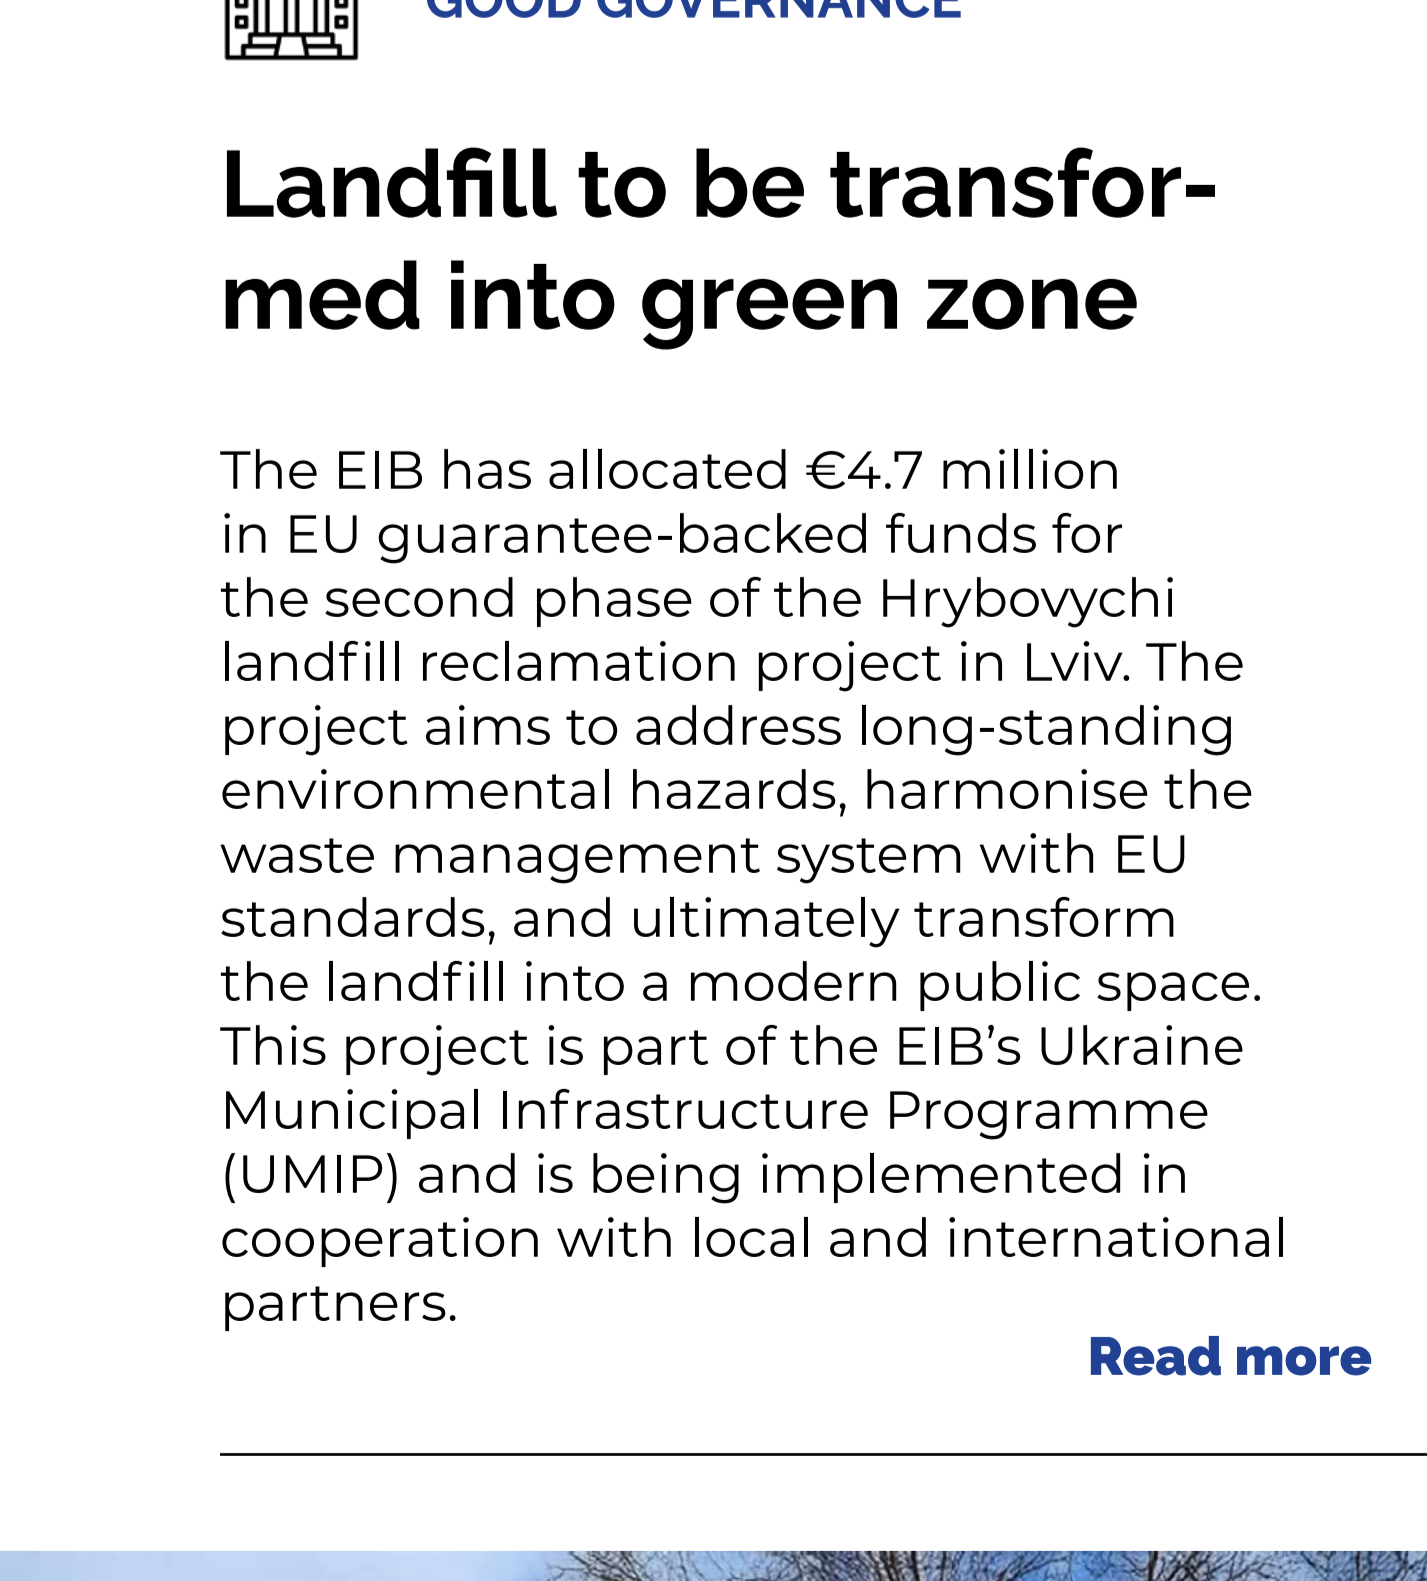 GOOD GOVERNANCE
Landfill to be transfor-
med into green zone
The EIB has allocated €4.7 million
in EU guarantee-backed funds for
the second phase of the Hrybovychi
landfill reclamation project in Lviv. The
project aims to address long-standing
environmental hazards, harmonise the
waste management system with EU
standards, and ultimately transform
the landfill into a modern public space.
This project is part of the EIB’s Ukraine
Municipal Infrastructure Programme
(UMIP) and is being implemented in
cooperation with local and international
partners.
Read more